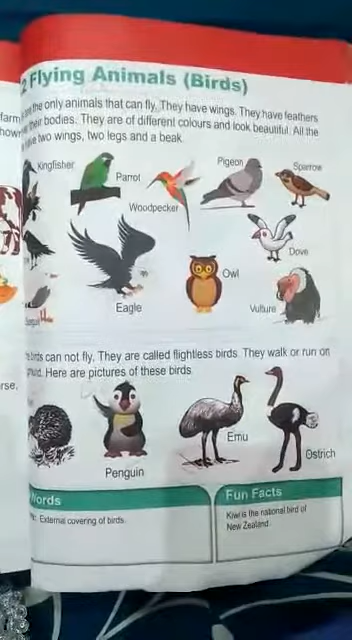 2 Flying Animals (Birds)
the only animals that can fly. They have wings. They have feathers
their bodies. They are of different colours and look beautiful. All the
have two wings, two legs and a beak.
Kingfisher
Parrot
Woodpecker
Pigeon
Sparrow
Dove
Eagle
Owl
Vulture
birds can not fly. They are called flightless birds. They walk or run on
Here are pictures of these birds.
Penguin
Emu
Ostrich
Words
External covering of birds.
Fun Facts
Kiwi is the national bird of
New Zealand.